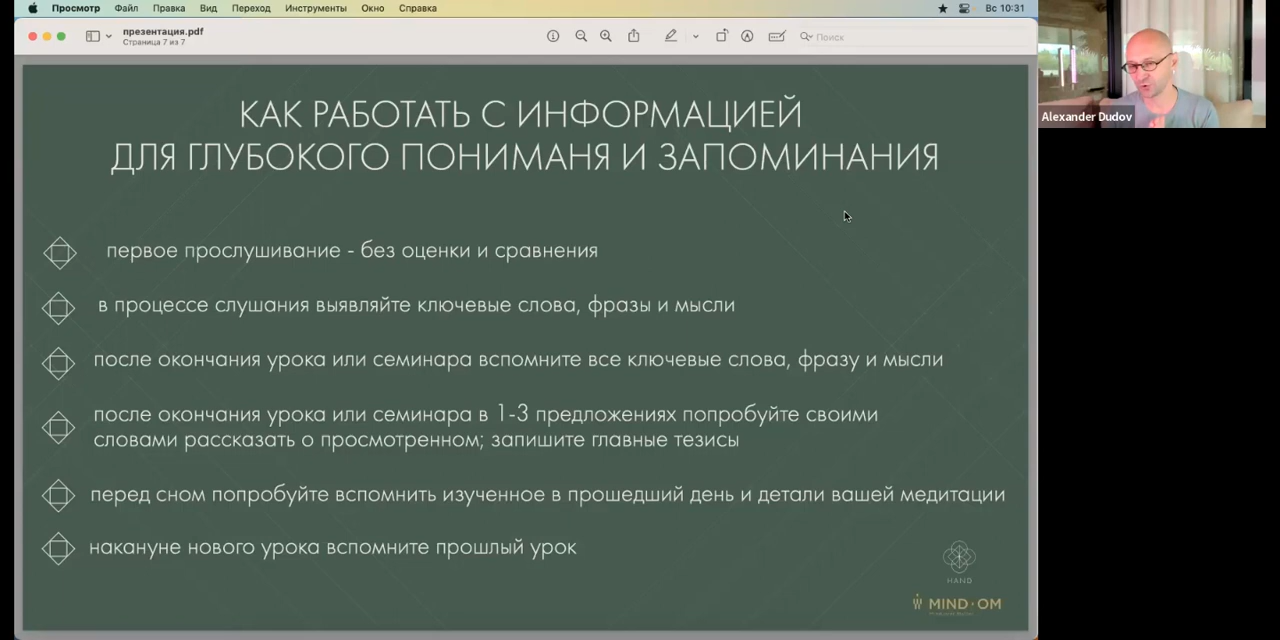 Просмотр Файл Правка Вид Переход Инструменты Окно Справка Вс 10:31
презентация.pdf
Страница 7 из 7
Поиск
Alexander Dudov
КАК РАБОТАТЬ С ИНФОРМАЦИЕЙ
ДЛЯ ГЛУБОКОГО ПОНИМАНЯ И ЗАПОМИНАНИЯ
первое прослушивание - без оценки и сравнения
в процессе слушания выявляйте ключевые слова, фразы и мысли
после окончания урока или семинара вспомните все ключевые слова, фразу и мысли
после окончания урока или семинара в 1-3 предложениях попробуйте своими
словами рассказать о просмотренном; запишите главные тезисы
перед сном попробуйте вспомнить изученное в прошедший день и детали вашей медитации
накануне нового урока вспомните прошлый урок
HAND
MIND·OM